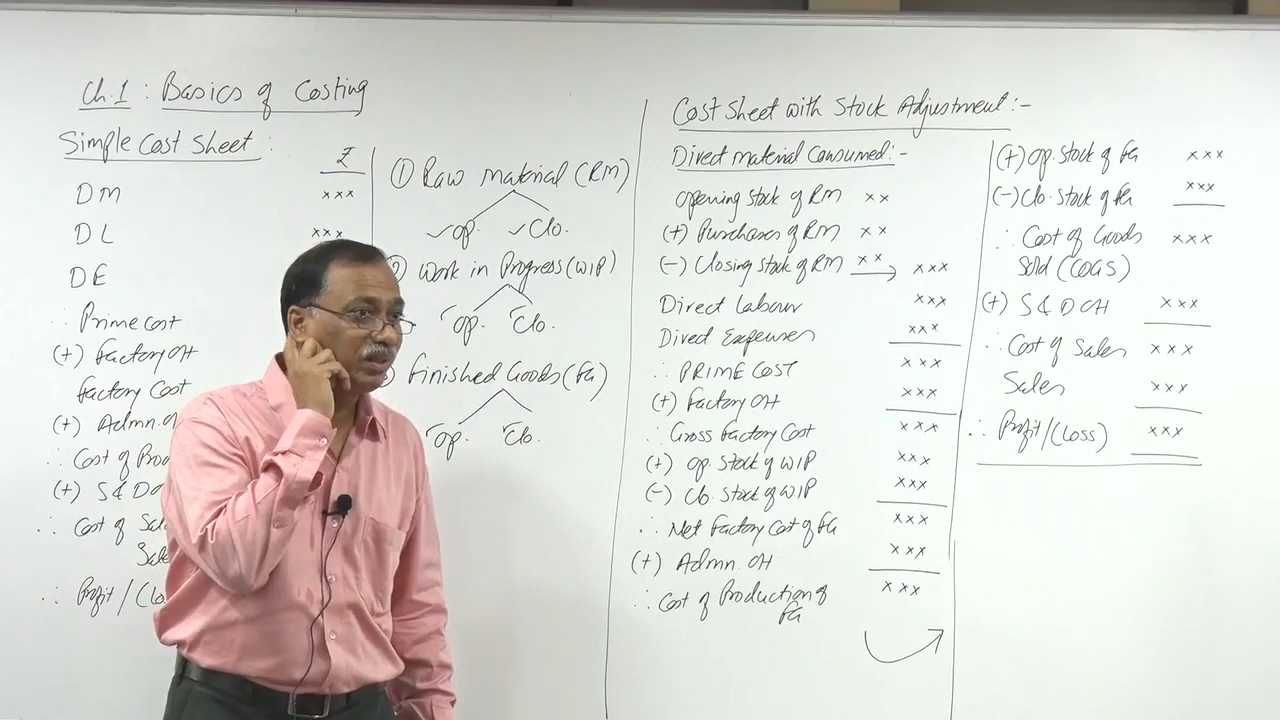 Ch.1 : Basics of Costing
Simple Cost Sheet :
₹
DM xxx
DL xxx
DE
∴ Prime Cost
(+) Factory OH
Factory Cost
(+) Admn. O
∴ Cost of Prod
(+) S & D O
∴ Cost of Sal
Sal
∴ Profit / (Lo
① Raw Material (RM)
✓ op. ✓ Clo.
Work in Progress (WIP)
op. Clo.
Finished Goods (FG)
op. Clo.
Cost Sheet with Stock Adjustment :-
Direct Material Consumed :-
Opening Stock of RM xx
(+) Purchases of RM xx
(-) Closing Stock of RM xx → xxx
Direct Labour xxx
Direct Expenses xxx
∴ PRIME COST xxx
(+) Factory OH xxx
∴ Gross Factory Cost xxx
(+) Op. Stock of WIP xxx
(-) Clo. Stock of WIP xxx
∴ Net Factory Cost of FG xxx
(+) Admn. OH xxx
∴ Cost of Production of xxx
FG
(+) Op. Stock of FG xxx
(-) Clo. Stock of FG xxx
∴ Cost of Goods xxx
Sold (COGS)
(+) S & D OH xxx
∴ Cost of Sales xxx
Sales xxx
∴ Profit / (Loss) xxx